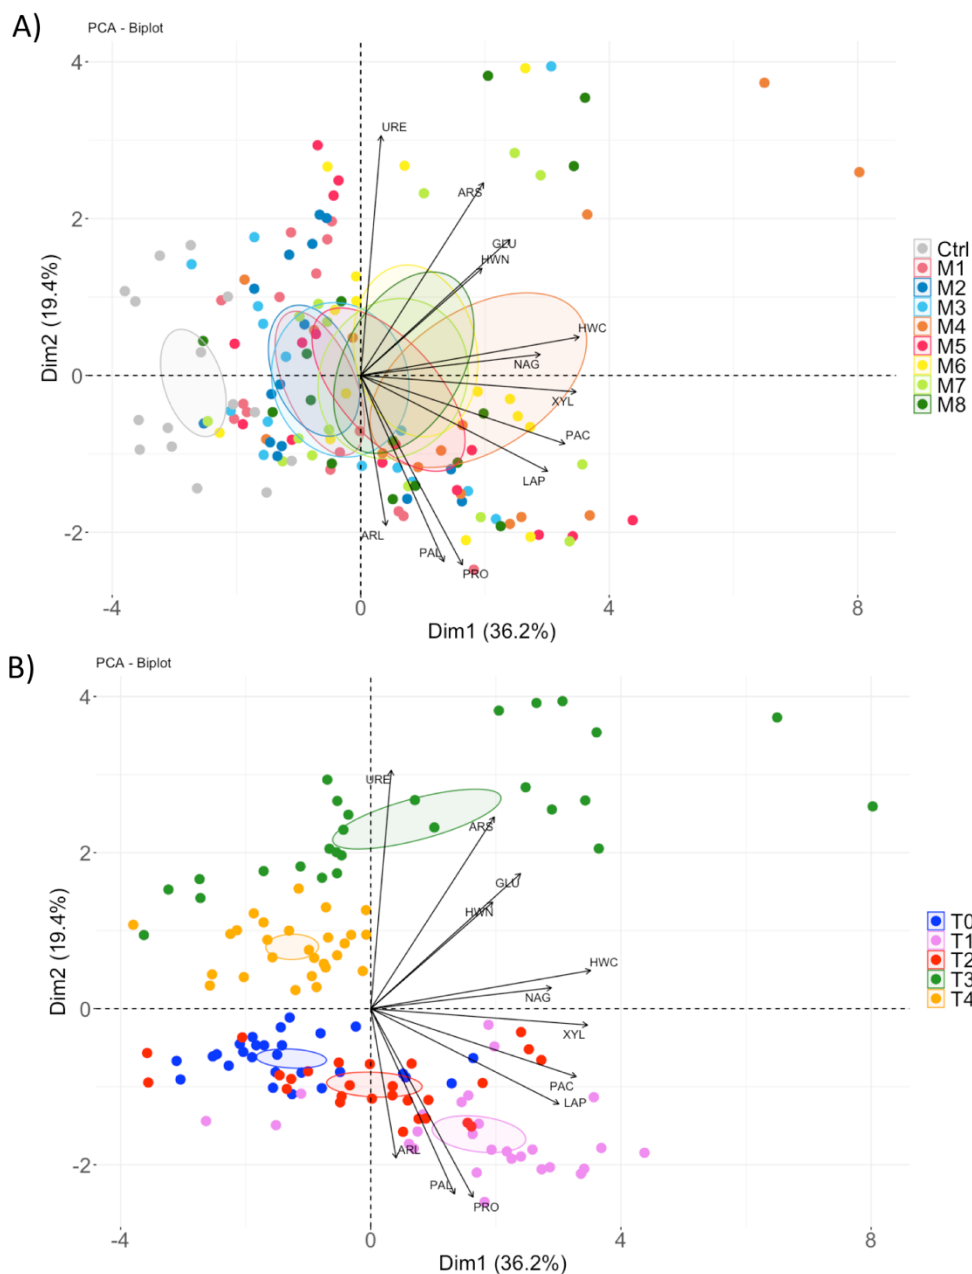 A)
PCA - Biplot
4
2
0
-2
-4
0
4
8
Dim2 (19.4%)
Dim1 (36.2%)
URE
ARS
GLU
HWN
HWC
NAG
XYL
PAC
LAP
ARL
PAL
PRO
Ctrl
M1
M2
M3
M4
M5
M6
M7
M8
B)
PCA - Biplot
4
2
0
-2
-4
0
4
8
Dim2 (19.4%)
Dim1 (36.2%)
URE
ARS
GLU
HWN
HWC
NAG
XYL
PAC
LAP
ARL
PAL
PRO
T0
T1
T2
T3
T4